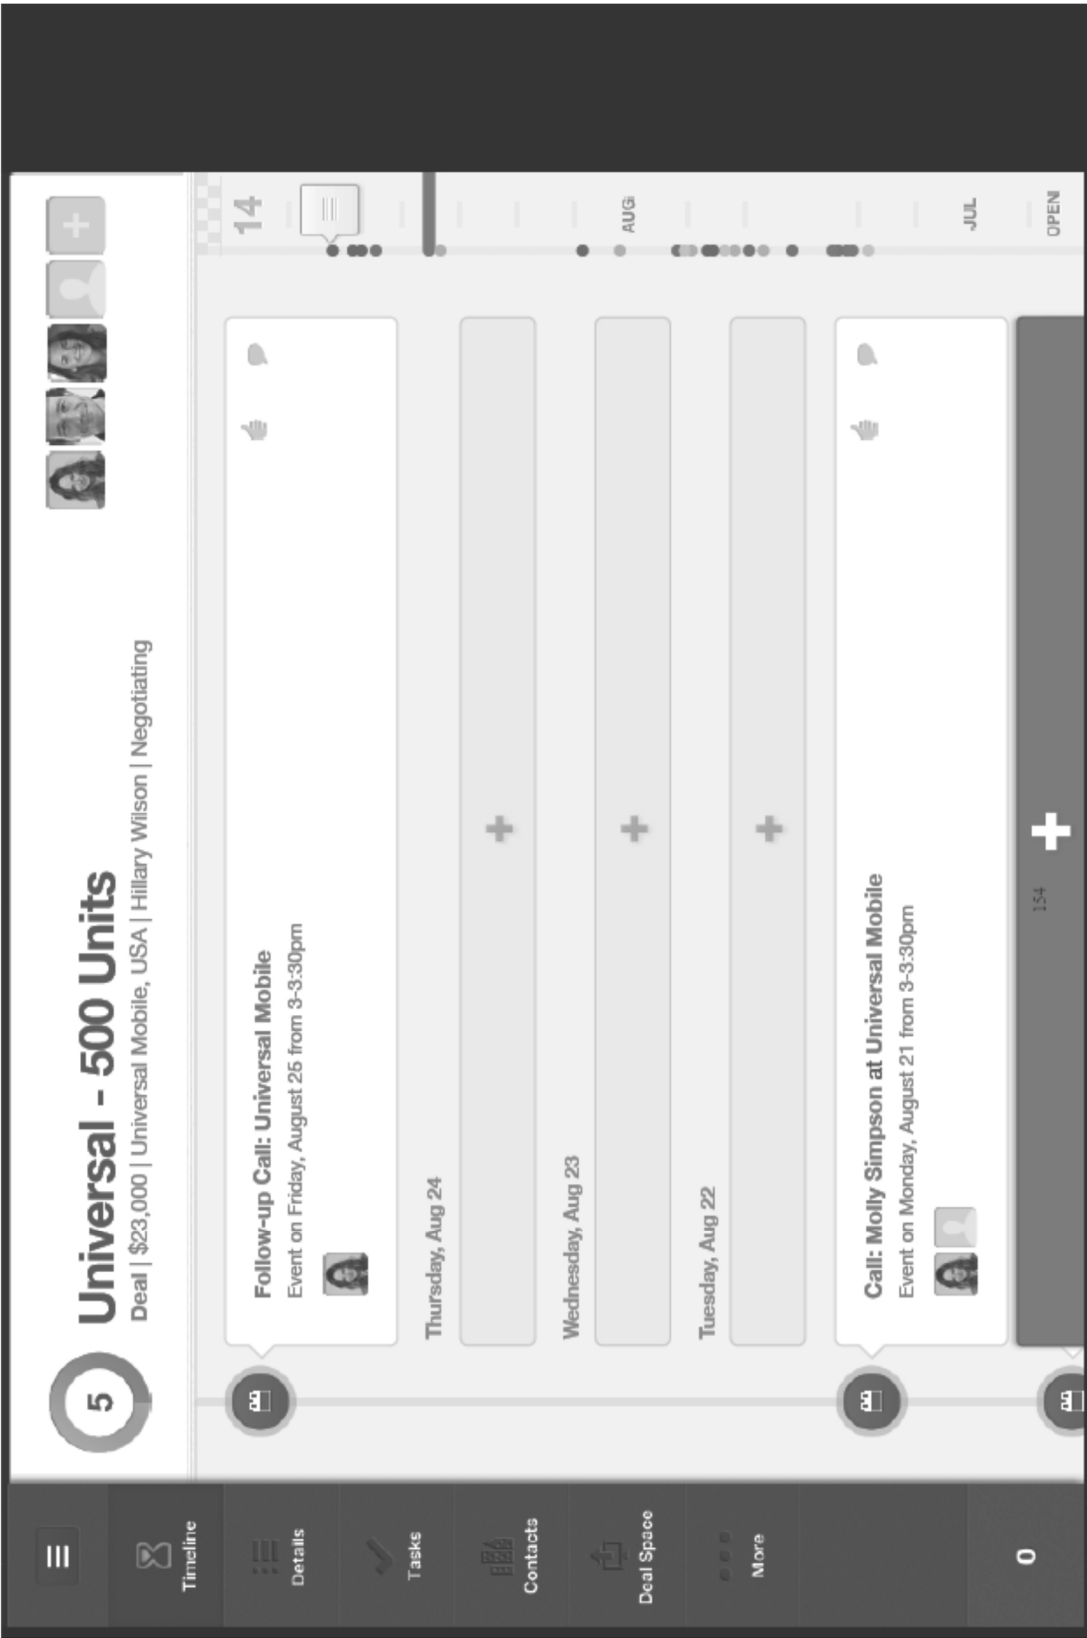 5
Universal - 500 Units
Deal | $23,000 | Universal Mobile, USA | Hillary Wilson | Negotiating
Timeline
Details
Tasks
Contacts
Deal Space
More
0
Follow-up Call: Universal Mobile
Event on Friday, August 25 from 3-3:30pm
Thursday, Aug 24
Wednesday, Aug 23
Tuesday, Aug 22
Call: Molly Simpson at Universal Mobile
Event on Monday, August 21 from 3-3:30pm
154
14
AUG
JUL
OPEN